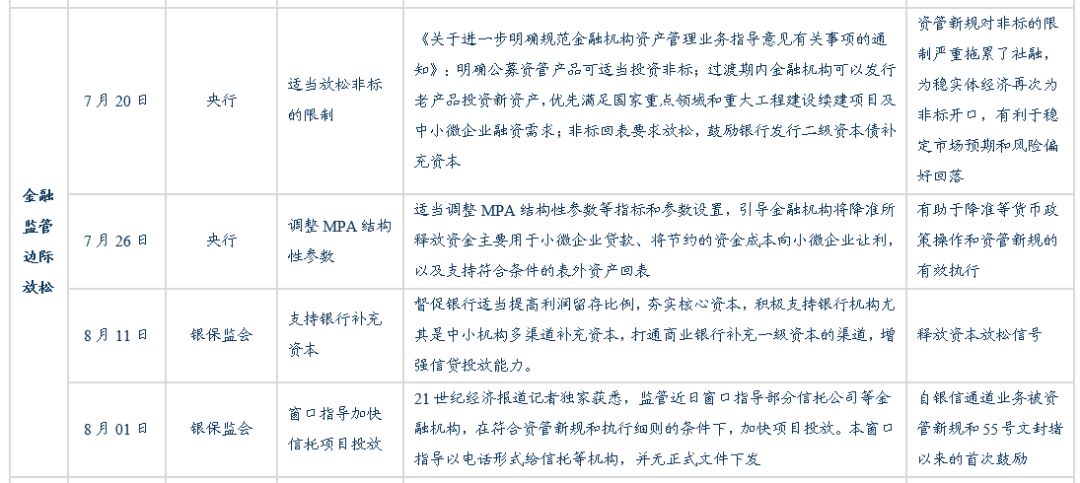 金融
监管
边际
放松
7月20日
央行
适当放松非标
的限制
《关于进一步明确规范金融机构资产管理业务指导意见有关事项的通
知》：明确公募资管产品可适当投资非标；过渡期内金融机构可以发行
老产品投资新资产，优先满足国家重点领域和重大工程建设续建项目及
中小微企业融资需求；非标回表要求放松，鼓励银行发行二级资本债补
充资本
资管新规对非标的限
制严重拖累了社融，
为稳实体经济再次为
非标开口，有利于稳
定市场预期和风险偏
好回落
7月26日
央行
调整MPA结构
性参数
适当调整MPA结构性参数等指标和参数设置，引导金融机构将降准所
释放资金主要用于小微企业贷款、将节约的资金成本向小微企业让利，
以及支持符合条件的表外资产回表
有助于降准等货币政
策操作和资管新规的
有效执行
8月11日
银保监会
支持银行补充
资本
督促银行适当提高利润留存比例，夯实核心资本，积极支持银行机构尤
其是中小机构多渠道补充资本，打通商业银行补充一级资本的渠道，增
强信贷投放能力。
释放资本放松信号
8月01日
银保监会
窗口指导加快
信托项目投放
21世纪经济报道记者独家获悉，监管近日窗口指导部分信托公司等金
融机构，在符合资管新规和执行细则的条件下，加快项目投放。本窗口
指导以电话形式给信托等机构，并无正式文件下发
自银信通道业务被资
管新规和55号文封堵
以来的首次鼓励